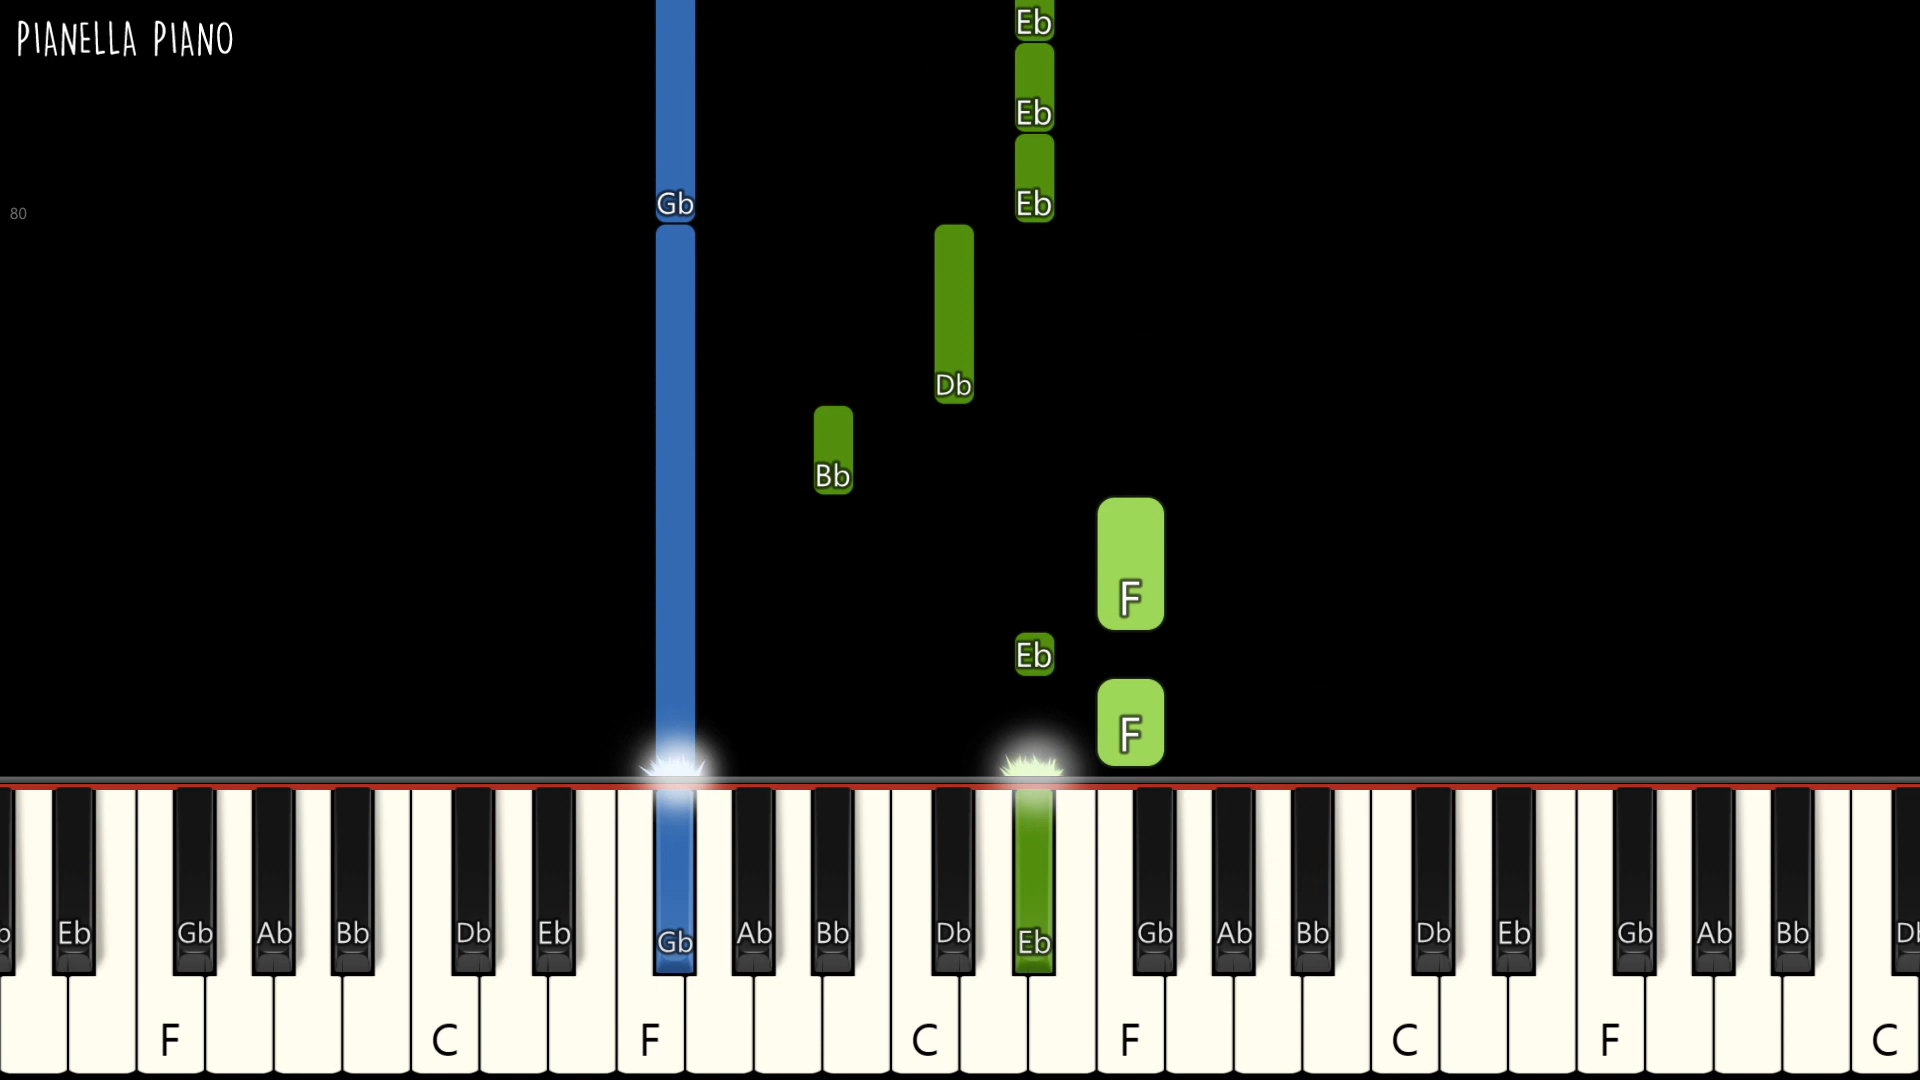 PIANELLA PIANO
Eb
Eb
Gb Eb
80
Db
Bb
F
Eb
F
Eb Gb Ab Bb Db Eb Gb Ab Bb Db Eb Gb Ab Bb Db Eb Gb Ab Bb
F C F C F C F C